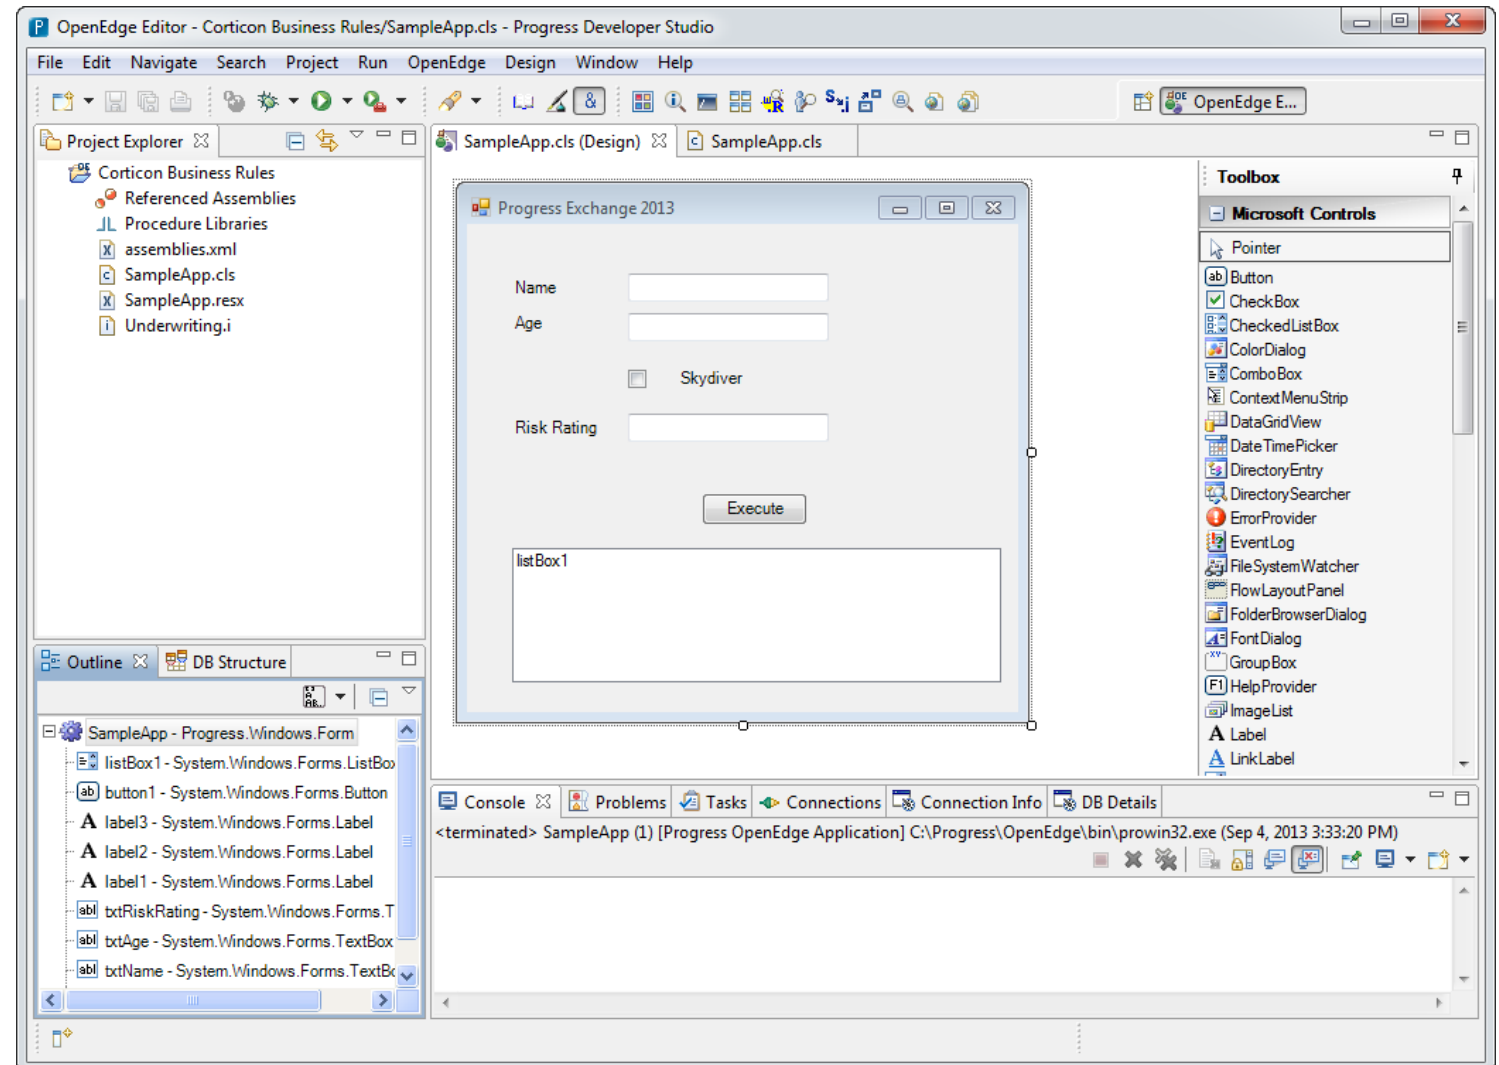 OpenEdge Editor - Corticon Business Rules/SampleApp.cls - Progress Developer Studio
File Edit Navigate Search Project Run OpenEdge Design Window Help
OpenEdge E...
Project Explorer
Corticon Business Rules
Referenced Assemblies
Procedure Libraries
assemblies.xml
SampleApp.cls
SampleApp.resx
Underwriting.i
Outline
DB Structure
SampleApp - Progress.Windows.Form
listBox1 - System.Windows.Forms.ListBox
button1 - System.Windows.Forms.Button
label3 - System.Windows.Forms.Label
label2 - System.Windows.Forms.Label
label1 - System.Windows.Forms.Label
txtRiskRating - System.Windows.Forms.T
txtAge - System.Windows.Forms.TextBox
txtName - System.Windows.Forms.TextBo
SampleApp.cls (Design)
SampleApp.cls
Progress Exchange 2013
Name
Age
Skydiver
Risk Rating
Execute
listBox1
Toolbox
Microsoft Controls
Pointer
Button
CheckBox
CheckedListBox
ColorDialog
ComboBox
ContextMenuStrip
DataGridView
DateTimePicker
DirectoryEntry
DirectorySearcher
ErrorProvider
EventLog
FileSystemWatcher
FlowLayoutPanel
FolderBrowserDialog
FontDialog
GroupBox
HelpProvider
ImageList
Label
LinkLabel
Console Problems Tasks Connections Connection Info DB Details
<terminated> SampleApp (1) [Progress OpenEdge Application] C:\Progress\OpenEdge\bin\prowin32.exe (Sep 4, 2013 3:33:20 PM)